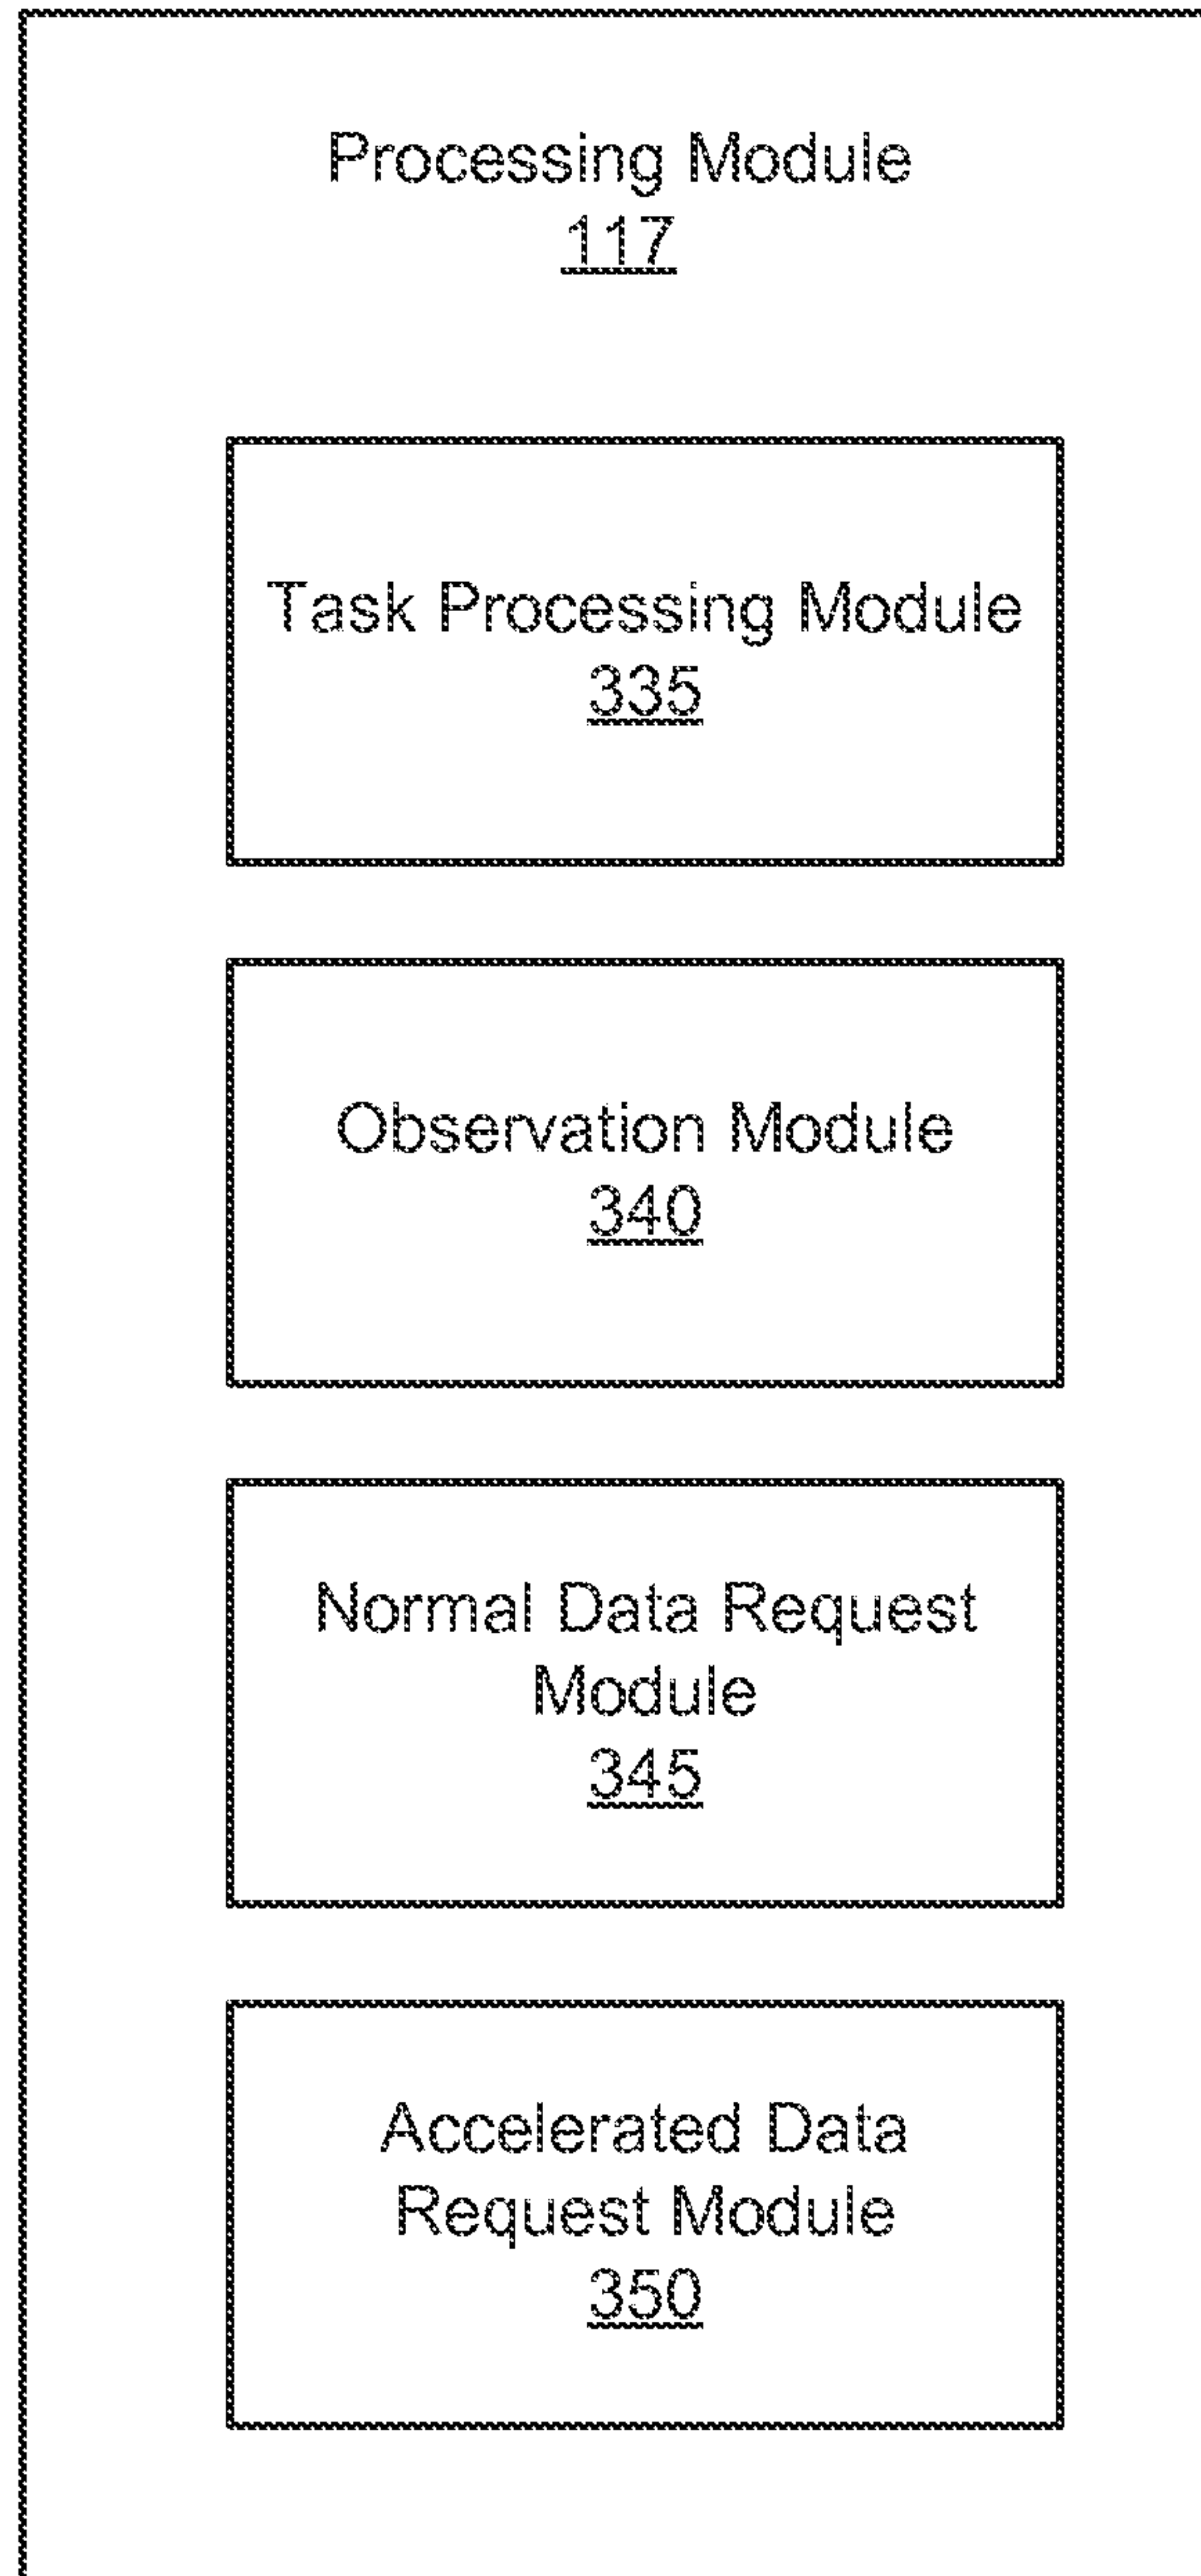 Processing Module
117
Task Processing Module
335
Observation Module
340
Normal Data Request
Module
345
Accelerated Data
Request Module
350